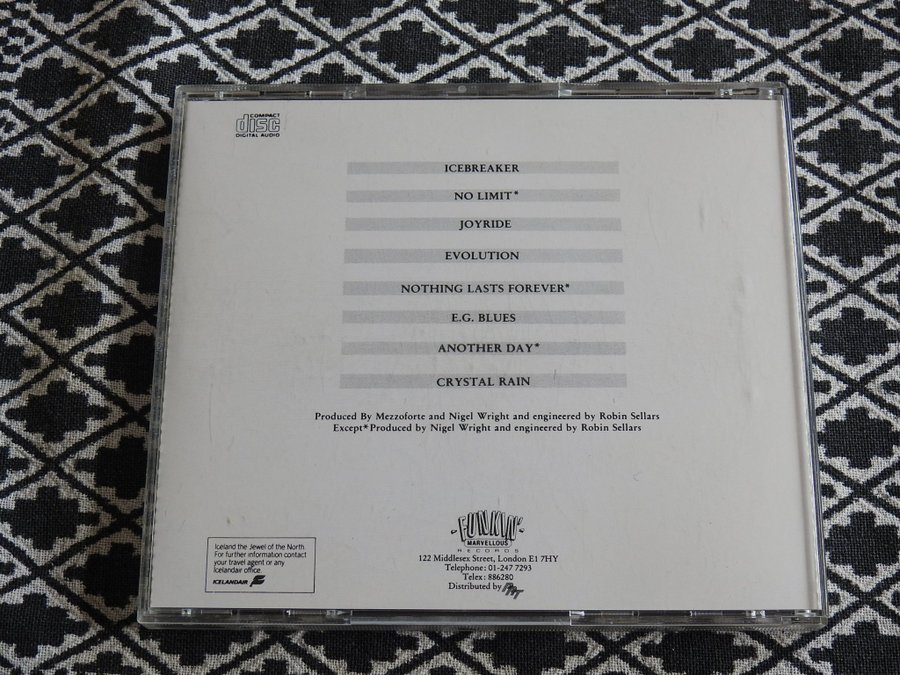 COMPACT
disc
DIGITAL AUDIO
ICEBREAKER
NO LIMIT*
JOYRIDE
EVOLUTION
NOTHING LASTS FOREVER*
E.G. BLUES
ANOTHER DAY*
CRYSTAL RAIN
Produced By Mezzoforte and Nigel Wright and engineered by Robin Sellars
Except*Produced by Nigel Wright and engineered by Robin Sellars
Iceland the Jewel of the North.
For further information contact
your travel agent or any
Icelandair office.
ICELANDAIR
FUNKIN'
MARVELLOUS
RECORDS
122 Middlesex Street, London E1 7HY
Telephone: 01-247 7293
Telex: 886280
Distributed by